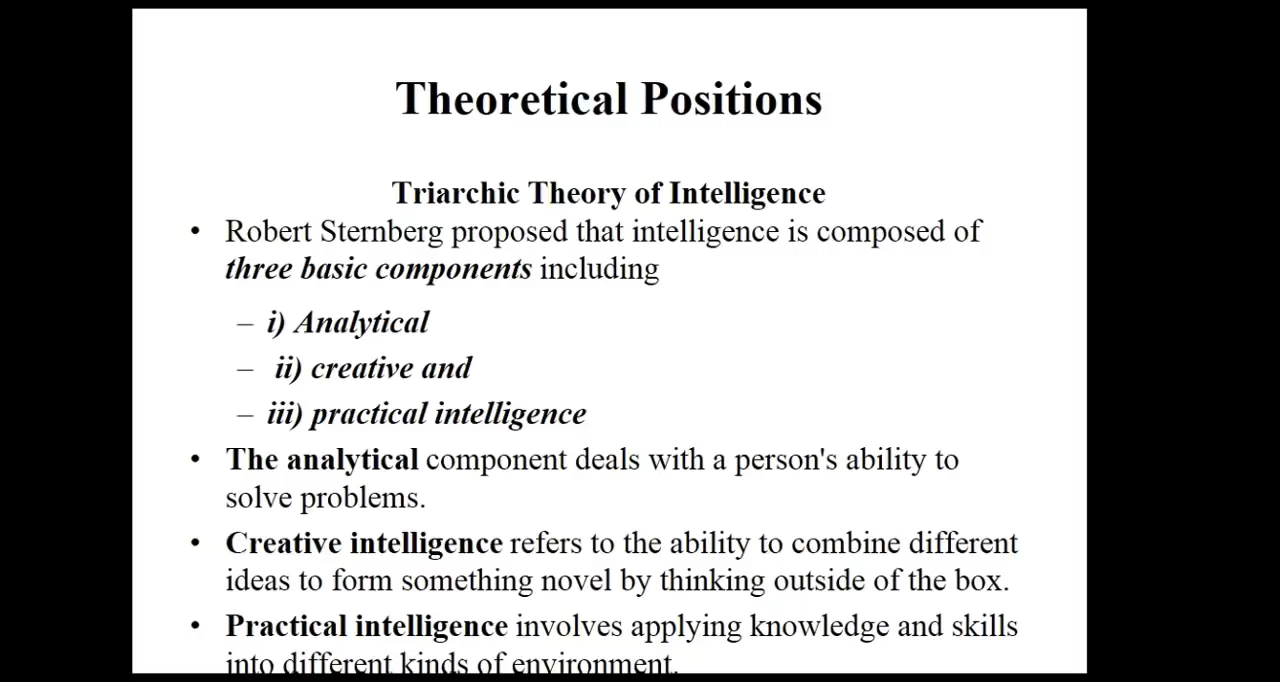 Theoretical Positions
Triarchic Theory of Intelligence
• Robert Sternberg proposed that intelligence is composed of
three basic components including
– i) Analytical
– ii) creative and
– iii) practical intelligence
• The analytical component deals with a person's ability to
solve problems.
• Creative intelligence refers to the ability to combine different
ideas to form something novel by thinking outside of the box.
• Practical intelligence involves applying knowledge and skills
into different kinds of environment.